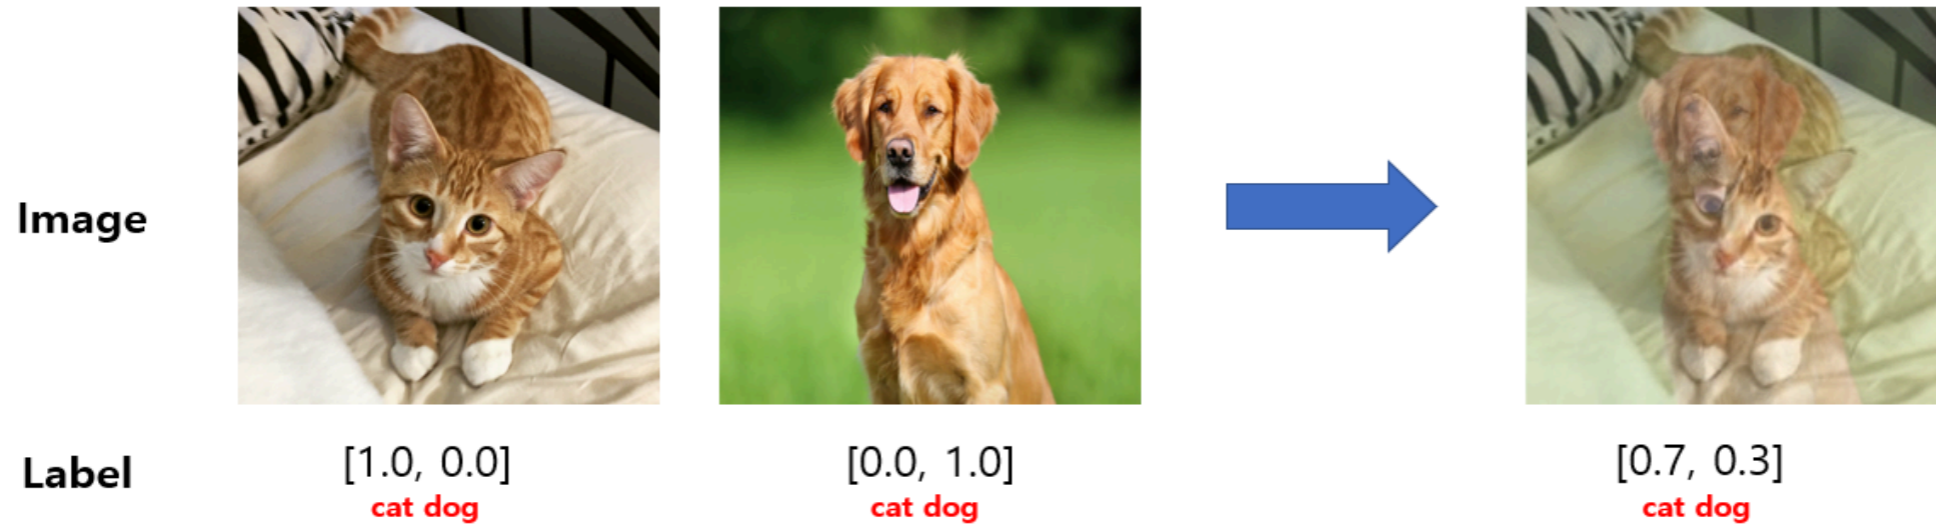 Image
Label
[1.0, 0.0]
cat dog
[0.0, 1.0]
cat dog
[0.7, 0.3]
cat dog